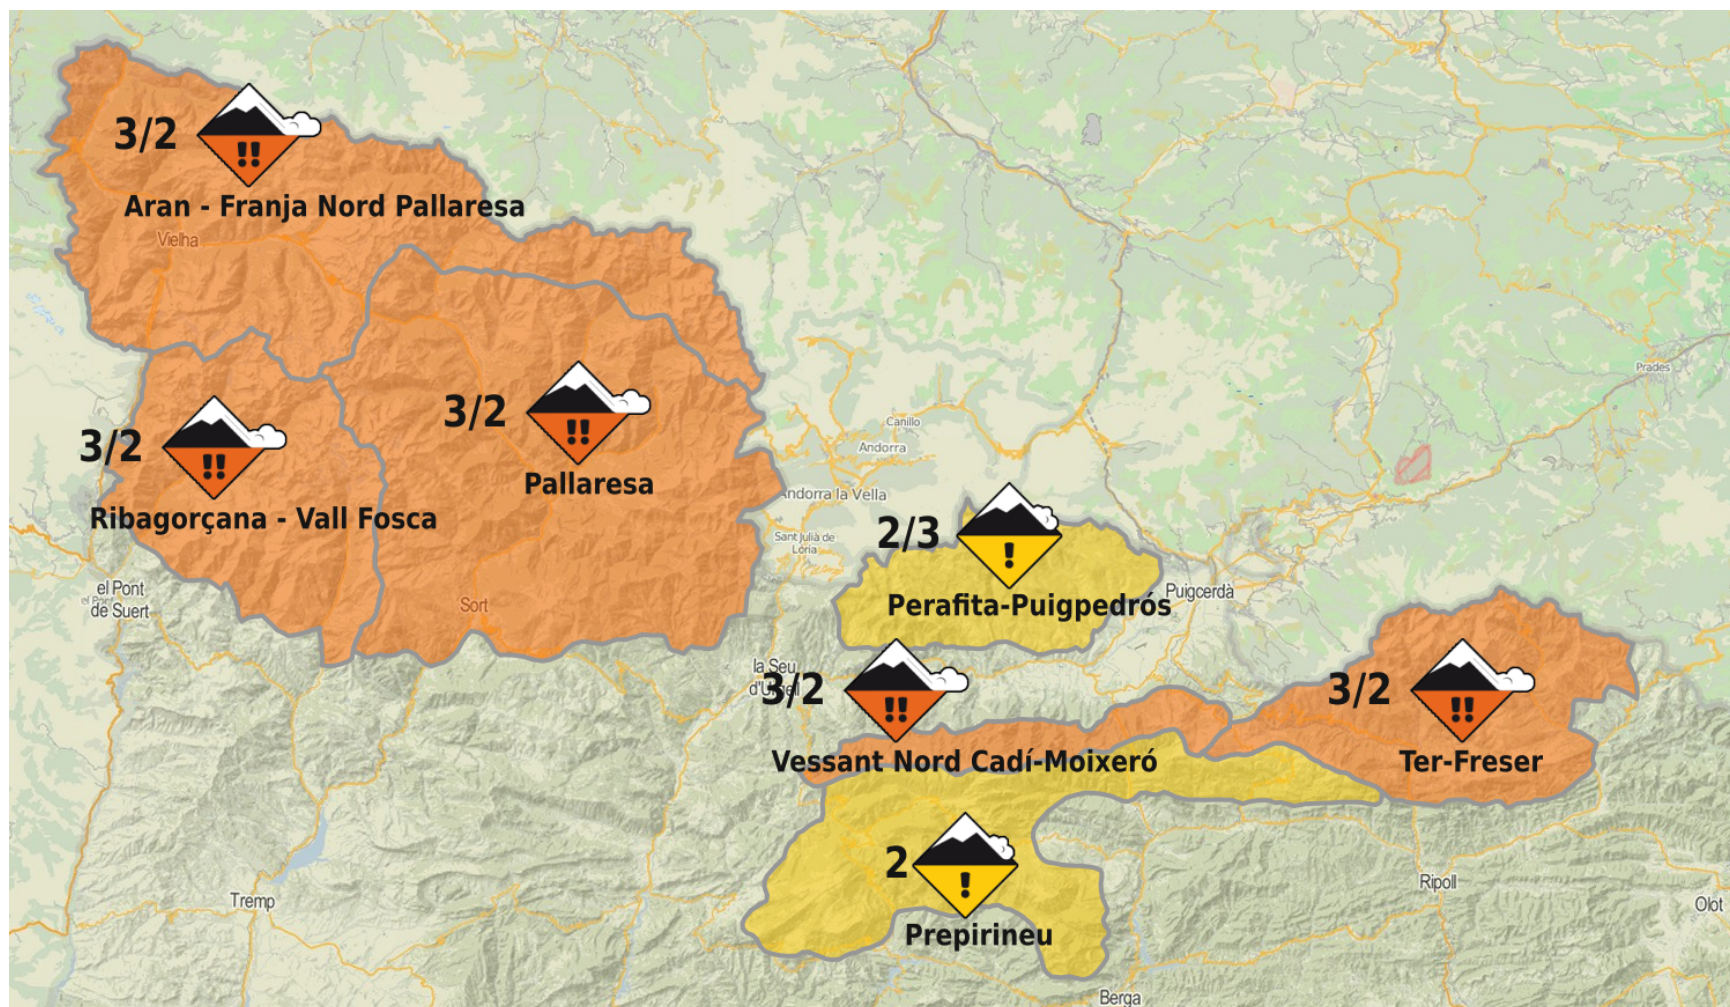 3/2
!!
Aran - Franja Nord Pallaresa
Vielha
Prades
3/2
!!
Pallaresa
3/2
!!
Ribagorçana - Vall Fosca
Canillo
Andorra
Andorra la Vella
Sant Julià de
Lòria
2/3
!
Perafita-Puigpedrós
Puigcerdà
el Pont
de Suert
Sort
la Seu
d'Urgell
3/2
!!
Vessant Nord Cadí-Moixeró
3/2
!!
Ter-Freser
2
!
Prepirineu
Tremp
Ripoll
Olot
Berga